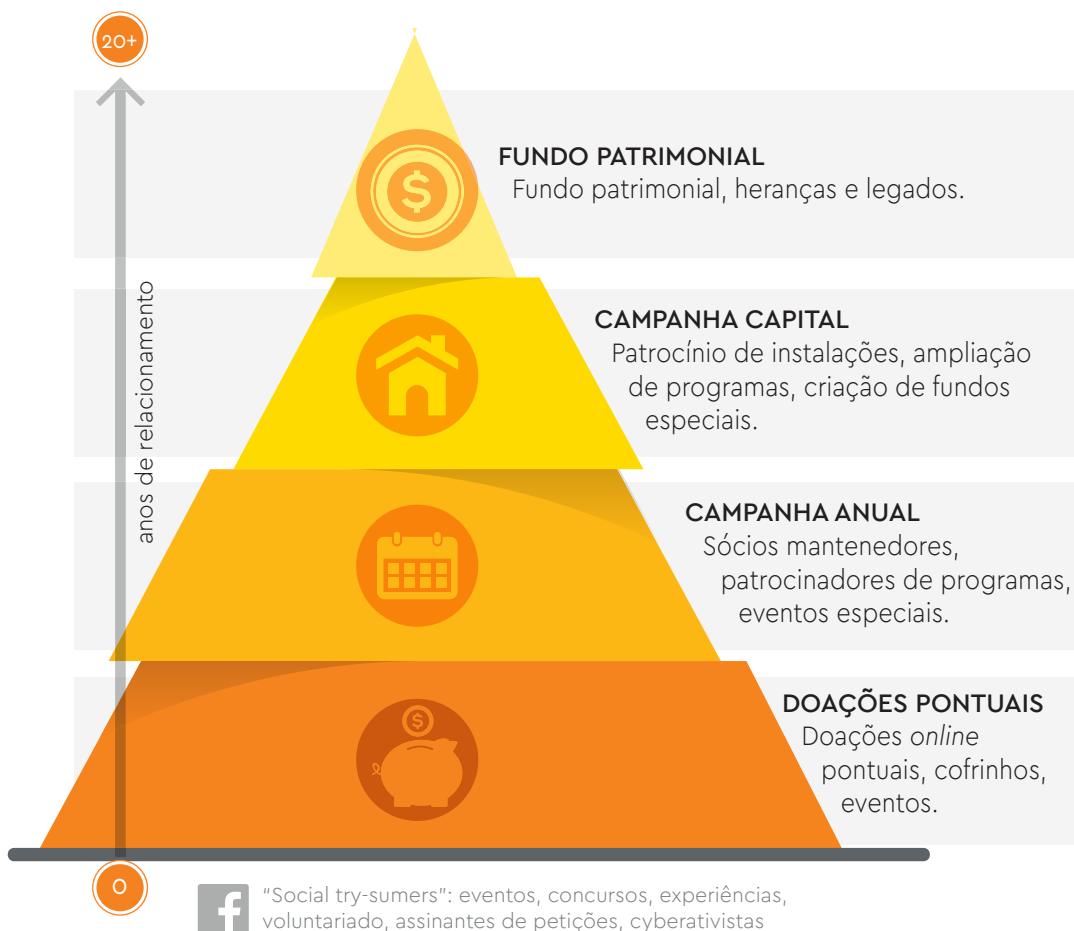 20+
$
FUNDO PATRIMONIAL
Fundo patrimonial, heranças e legados.
anos de relacionamento
CAMPANHA CAPITAL
Patrocínio de instalações, ampliação
de programas, criação de fundos
especiais.
CAMPANHA ANUAL
Sócios mantenedores,
patrocinadores de programas,
eventos especiais.
$
DOAÇÕES PONTUAIS
Doações online
pontuais, cofrinhos,
eventos.
0
f
"Social try-sumers": eventos, concursos, experiências,
voluntariado, assinantes de petições, cyberativistas